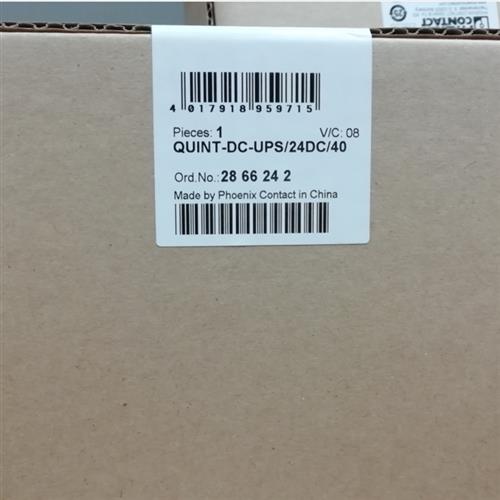 CONTACT
4 017918 959715
Pieces: 1 V/C: 08
QUINT-DC-UPS/24DC/40
Ord.No.: 28 66 24 2
Made by Phoenix Contact in China